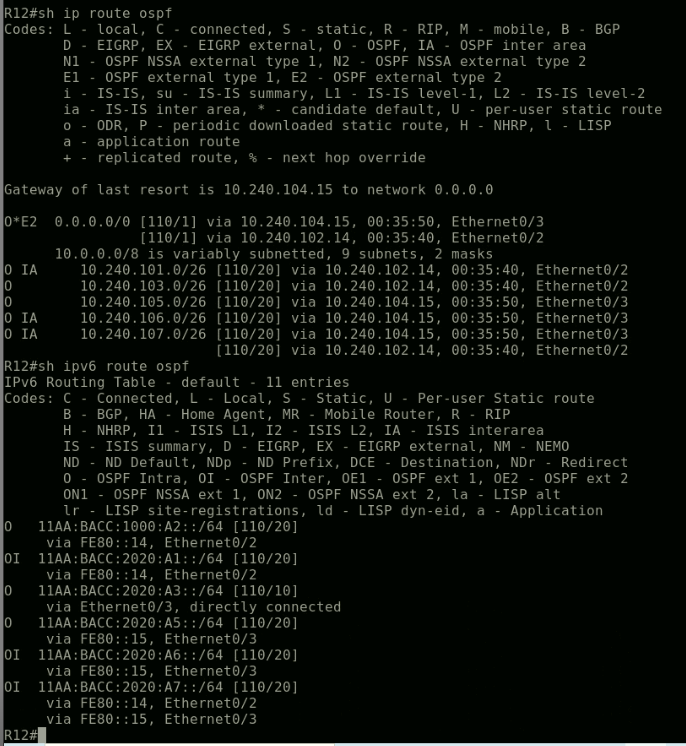 R12#sh ip route ospf
Codes: L - local, C - connected, S - static, R - RIP, M - mobile, B - BGP
       D - EIGRP, EX - EIGRP external, O - OSPF, IA - OSPF inter area
       N1 - OSPF NSSA external type 1, N2 - OSPF NSSA external type 2
       E1 - OSPF external type 1, E2 - OSPF external type 2
       i - IS-IS, su - IS-IS summary, L1 - IS-IS level-1, L2 - IS-IS level-2
       ia - IS-IS inter area, * - candidate default, U - per-user static route
       o - ODR, P - periodic downloaded static route, H - NHRP, l - LISP
       a - application route
       + - replicated route, % - next hop override

Gateway of last resort is 10.240.104.15 to network 0.0.0.0

O*E2  0.0.0.0/0 [110/1] via 10.240.104.15, 00:35:50, Ethernet0/3
                [110/1] via 10.240.102.14, 00:35:40, Ethernet0/2
      10.0.0.0/8 is variably subnetted, 9 subnets, 2 masks
O IA     10.240.101.0/26 [110/20] via 10.240.102.14, 00:35:40, Ethernet0/2
O        10.240.103.0/26 [110/20] via 10.240.102.14, 00:35:40, Ethernet0/2
O        10.240.105.0/26 [110/20] via 10.240.104.15, 00:35:50, Ethernet0/3
O IA     10.240.106.0/26 [110/20] via 10.240.104.15, 00:35:50, Ethernet0/3
O IA     10.240.107.0/26 [110/20] via 10.240.104.15, 00:35:50, Ethernet0/3
                         [110/20] via 10.240.102.14, 00:35:40, Ethernet0/2
R12#sh ipv6 route ospf
IPv6 Routing Table - default - 11 entries
Codes: C - Connected, L - Local, S - Static, U - Per-user Static route
       B - BGP, HA - Home Agent, MR - Mobile Router, R - RIP
       H - NHRP, I1 - ISIS L1, I2 - ISIS L2, IA - ISIS interarea
       IS - ISIS summary, D - EIGRP, EX - EIGRP external, NM - NEMO
       ND - ND Default, NDp - ND Prefix, DCE - Destination, NDr - Redirect
       O - OSPF Intra, OI - OSPF Inter, OE1 - OSPF ext 1, OE2 - OSPF ext 2
       ON1 - OSPF NSSA ext 1, ON2 - OSPF NSSA ext 2, la - LISP alt
       lr - LISP site-registrations, ld - LISP dyn-eid, a - Application
O   11AA:BACC:1000:A2::/64 [110/20]
     via FE80::14, Ethernet0/2
OI  11AA:BACC:2020:A1::/64 [110/20]
     via FE80::14, Ethernet0/2
O   11AA:BACC:2020:A3::/64 [110/10]
     via Ethernet0/3, directly connected
O   11AA:BACC:2020:A5::/64 [110/20]
     via FE80::15, Ethernet0/3
OI  11AA:BACC:2020:A6::/64 [110/20]
     via FE80::15, Ethernet0/3
OI  11AA:BACC:2020:A7::/64 [110/20]
     via FE80::14, Ethernet0/2
     via FE80::15, Ethernet0/3
R12#